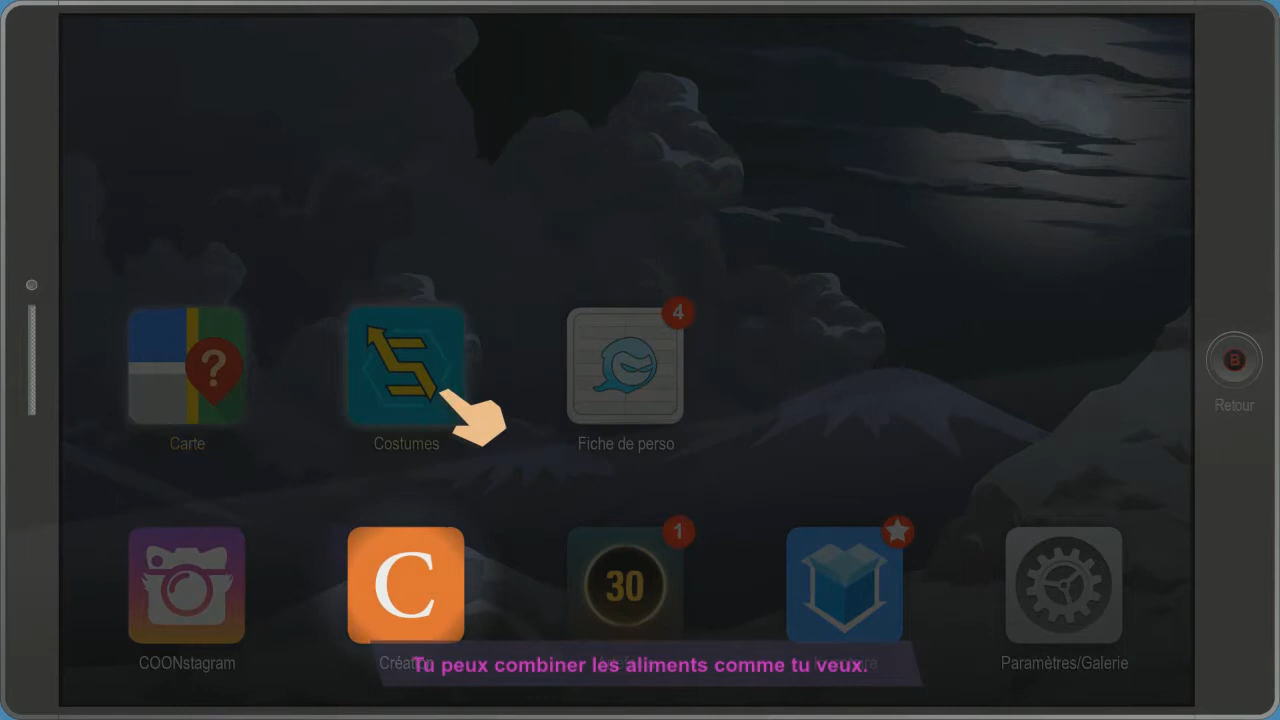 ?
4
Carte
Costumes
Fiche de perso
B
Retour
C
1
30
COONstagram
Tu peux combiner les aliments comme tu veux.
Paramètres/Galerie